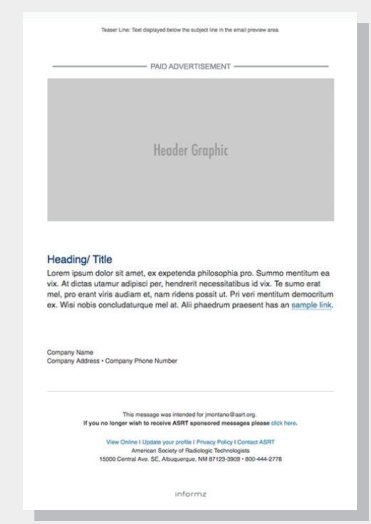 Teaser Line: Text displayed below the subject line in the email preview area.
PAID ADVERTISEMENT
Header Graphic
Heading/ Title
Lorem ipsum dolor sit amet, ex expetenda philosophia pro. Summo mentitum ea
vix. At dictas utamur adipisci per, hendrerit necessitatibus id vix. Te sumo erat
mel, pro erant viris audiam et, nam ridens possit ut. Pri veri mentitum democritum
ex. Wisi nobis concludaturque mel at. Alii phaedrum praesent has an sample link.
Company Name
Company Address • Company Phone Number
This message was intended for jmontano@asrt.org.
If you no longer wish to receive ASRT sponsored messages please click here.
View Online I Update your profile I Privacy Policy I Contact ASRT
American Society of Radiologic Technologists
15000 Central Ave. SE, Albuquerque, NM 87123-3909 • 800-444-2778
informz